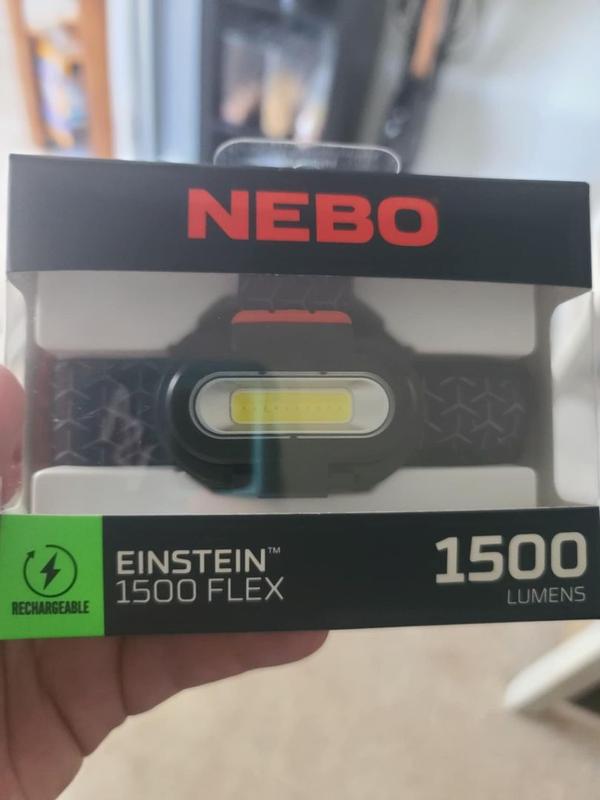 NEBO
RECHARGEABLE
EINSTEIN™
1500 FLEX
1500
LUMENS